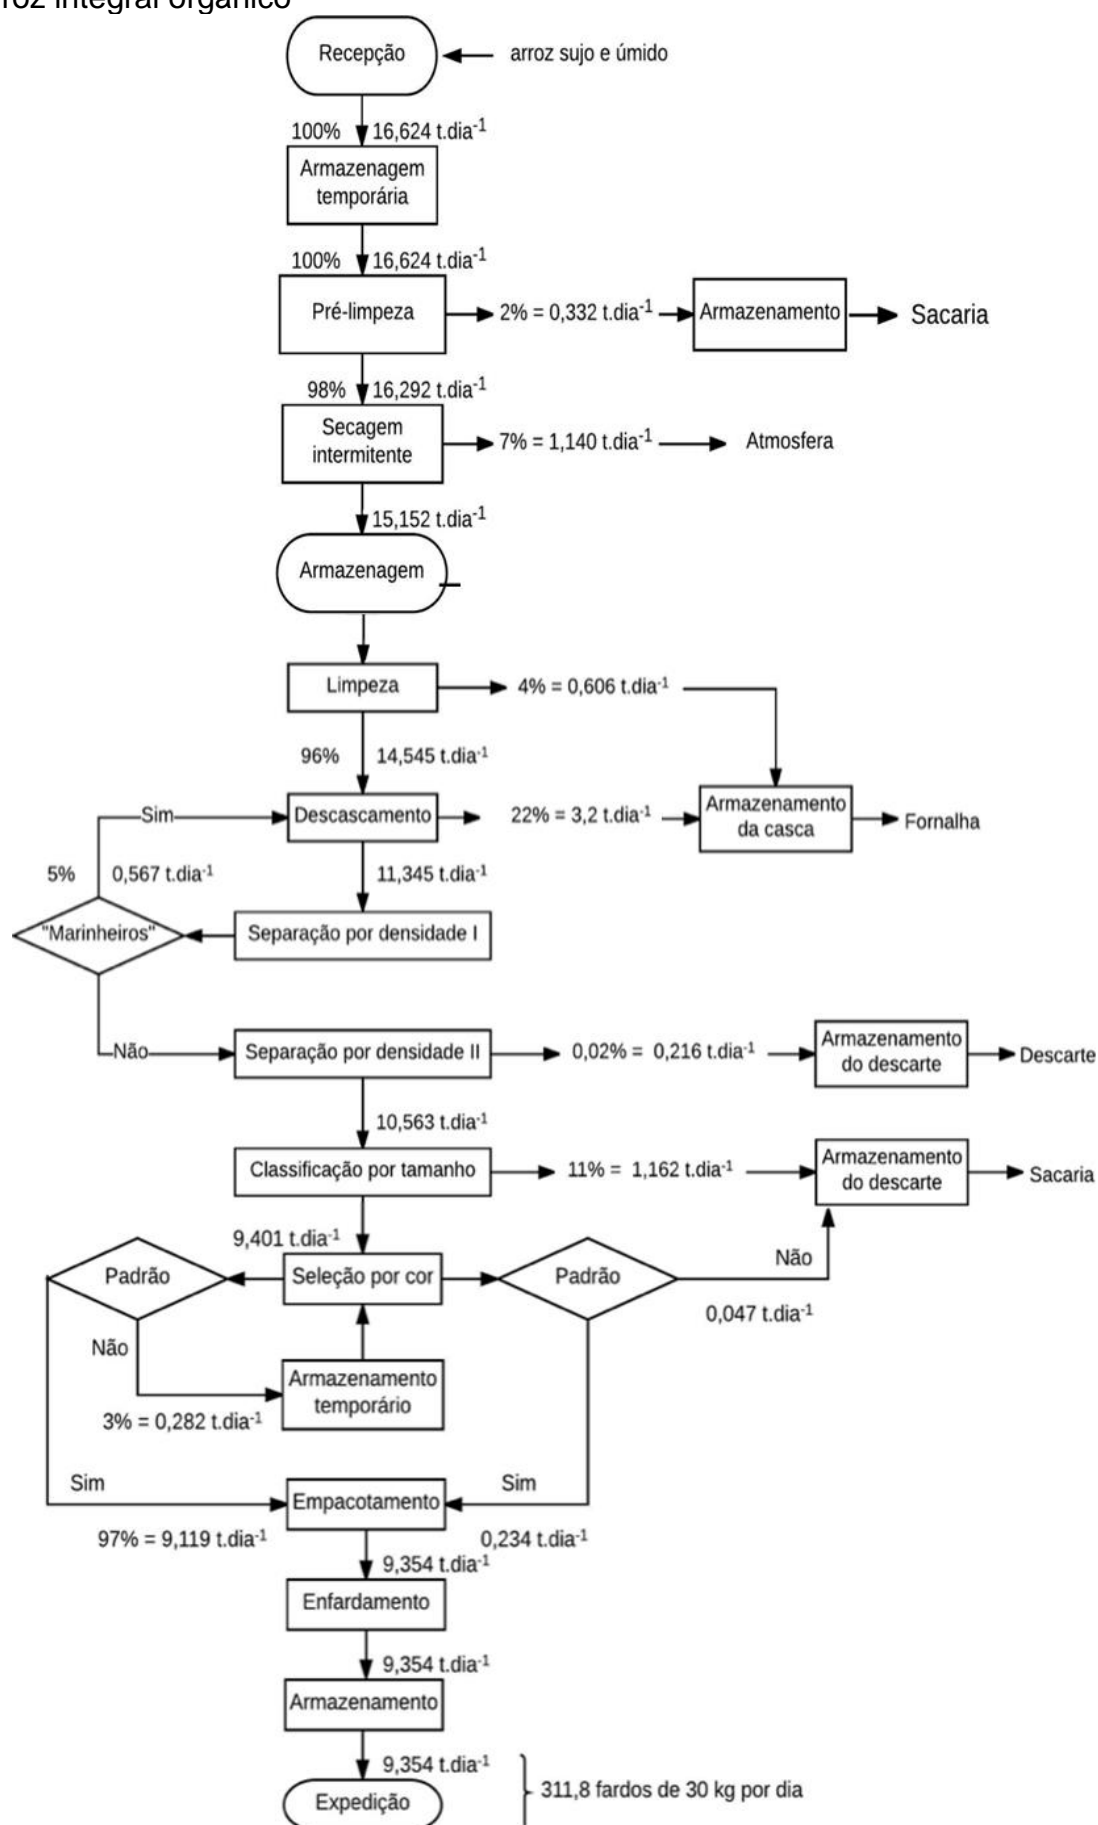 roz integral orgânico
Recepção
arroz sujo e úmido
100% 16,624 t.dia-1
Armazenagem
temporária
100% 16,624 t.dia-1
Pré-limpeza
2% = 0,332 t.dia-1
Armazenamento
Sacaria
98% 16,292 t.dia-1
Secagem
intermitente
7% = 1,140 t.dia-1
Atmosfera
15,152 t.dia-1
Armazenagem
Limpeza
4% = 0,606 t.dia-1
96% 14,545 t.dia-1
Sim
Descascamento
22% = 3,2 t.dia-1
Armazenamento
da casca
Fornalha
5% 0,567 t.dia-1
11,345 t.dia-1
"Marinheiros"
Separação por densidade I
Não
Separação por densidade II
0,02% = 0,216 t.dia-1
Armazenamento
do descarte
Descarte
10,563 t.dia-1
Classificação por tamanho
11% = 1,162 t.dia-1
Armazenamento
do descarte
Sacaria
9,401 t.dia-1
Padrão
Seleção por cor
Padrão
Não
0,047 t.dia-1
Não
Armazenamento
temporário
3% = 0,282 t.dia-1
Sim
Empacotamento
Sim
97% = 9,119 t.dia-1
0,234 t.dia-1
9,354 t.dia-1
Enfardamento
9,354 t.dia-1
Armazenamento
9,354 t.dia-1
Expedição
311,8 fardos de 30 kg por dia